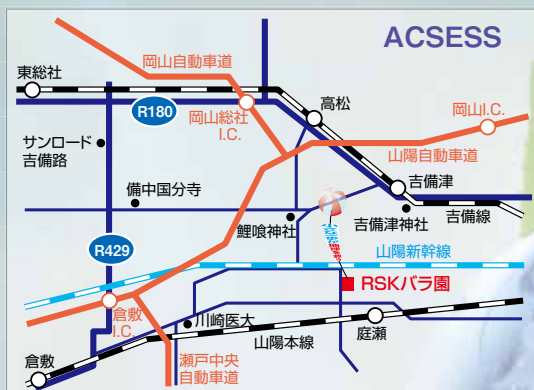 ACSESS
岡山自動車道
東総社
高松
R180
岡山総社
I.C.
岡山I.C.
サンロード
吉備路
山陽自動車道
備中国分寺
吉備津
鯉喰神社
吉備津神社
吉備線
R429
山陽新幹線
RSKバラ園
倉敷
I.C.
川崎医大
山陽本線
庭瀬
倉敷
瀬戸中央
自動車道